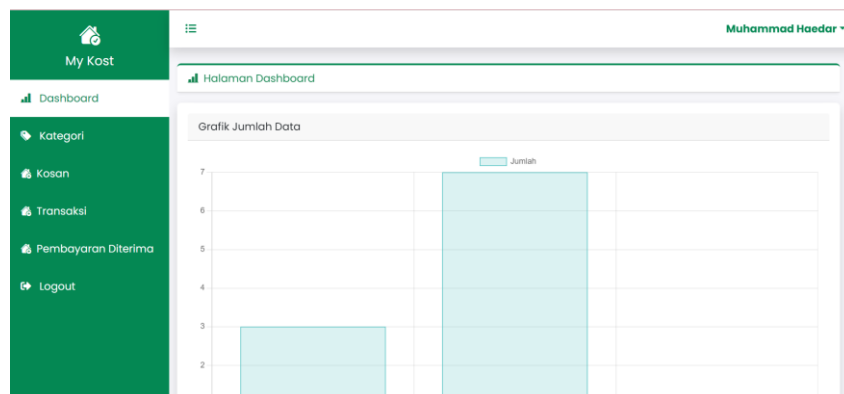 My Kost
Dashboard
Kategori
Kosan
Transaksi
Pembayaran Diterima
Logout
Muhammad Haedar
Halaman Dashboard
Grafik Jumlah Data
Jumlah
7
6
5
4
3
2